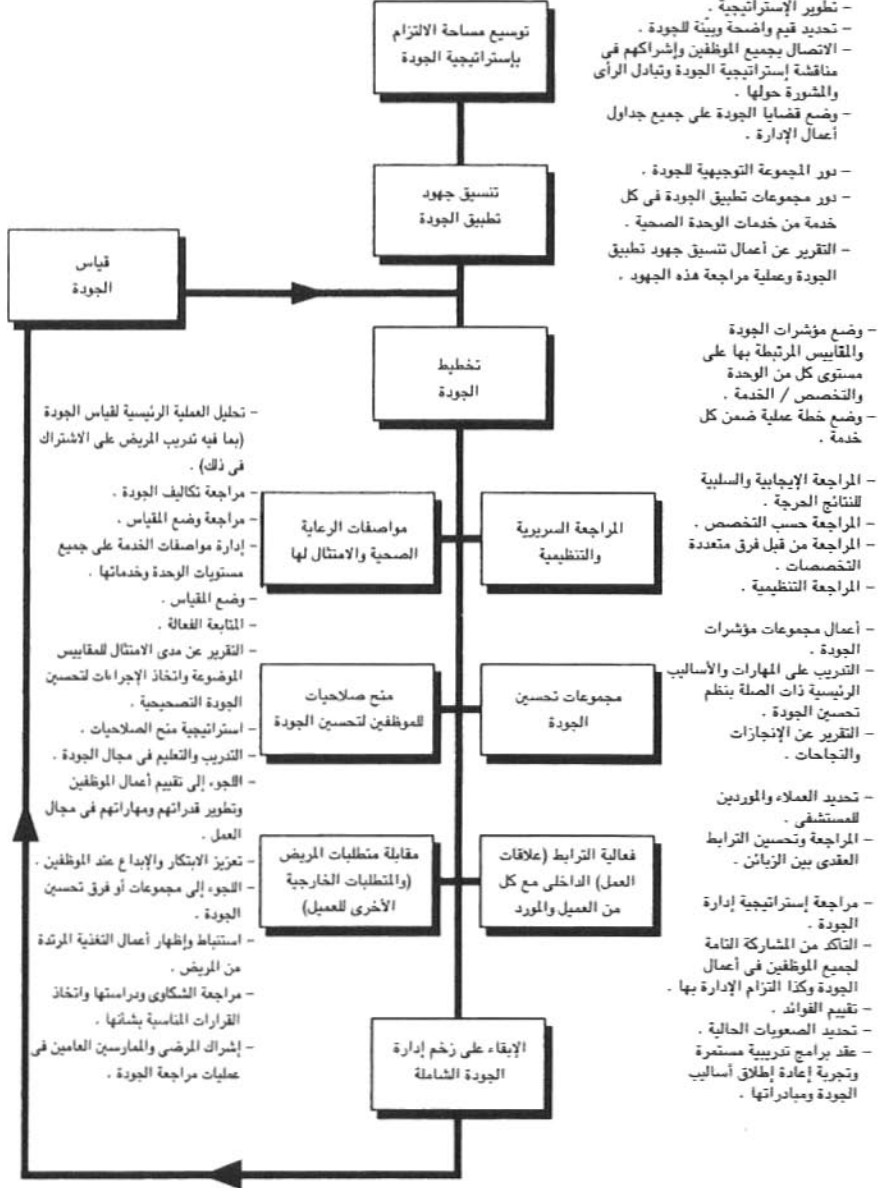 توسيع مساحة الالتزام
بإستراتيجية الجودة
– تطوير الإستراتيجية .
– تحديد قيم واضحة وبيّنة للجودة .
– الاتصال بجميع الموظفين وإشراكهم فى
مناقشة إستراتيجية الجودة وتبادل الرأى
والمشورة حولها .
– وضع قضايا الجودة على جميع جداول
أعمال الإدارة .
تنسيق جهود
تطبيق الجودة
– دور المجموعة التوجيهية للجودة .
– دور مجموعات تطبيق الجودة فى كل
خدمة من خدمات الوحدة الصحية .
– التقرير عن أعمال تنسيق جهود تطبيق
الجودة وعملية مراجعة هذه الجهود .
قياس
الجودة
تخطيط
الجودة
– وضع مؤشرات الجودة
والمقاييس المرتبطة بها على
مستوى كل من الوحدة
والتخصص / الخدمة .
– وضع خطة عملية ضمن كل
خدمة .
المراجعة السريرية
والتنظيمية
– المراجعة الإيجابية والسلبية
للنتائج الحرجة .
– المراجعة حسب التخصص .
– المراجعة من قبل فرق متعددة
التخصصات .
– المراجعة التنظيمية .
مواصفات الرعاية
الصحية والامتثال لها
مجموعات تحسين
الجودة
– أعمال مجموعات مؤشرات
الجودة .
– التدريب على المهارات والأساليب
الرئيسية ذات الصلة بنظم
تحسين الجودة .
– التقرير عن الإنجازات
والنجاحات .
منح صلاحيات
للموظفين لتحسين الجودة
فعالية الترابط (علاقات
العمل) الداخلى مع كل
من العميل والمورد
– تحديد العملاء والموردين
للمستشفى .
– المراجعة وتحسين الترابط
العقدى بين الزبائن .
مقابلة متطلبات المريض
(والمتطلبات الخارجية
الأخرى للعميل)
– تحليل العملية الرئيسية لقياس الجودة
(بما فيه تدريب المريض على الاشتراك
فى ذلك) .
– مراجعة تكاليف الجودة .
– مراجعة وضع المقياس .
– إدارة مواصفات الخدمة على جميع
مستويات الوحدة وخدماتها .
– وضع المقياس .
– المتابعة الفعالة .
– التقرير عن مدى الامتثال للمقاييس
الموضوعة واتخاذ الإجراءات لتحسين
الجودة التصحيحية .
– استراتيجية منح الصلاحيات .
– التدريب والتعليم فى مجال الجودة .
– اللجوء إلى تقييم أعمال الموظفين
وتطوير قدراتهم ومهاراتهم فى مجال
العمل .
– تعزيز الابتكار والإبداع عند الموظفين .
– اللجوء إلى مجموعات أو فرق تحسين
الجودة .
– استنباط وإظهار أعمال التغذية المرتدة
من المريض .
– مراجعة الشكاوى ودراستها واتخاذ
القرارات المناسبة بشأنها .
– إشراك المرضى والممارسين العامين فى
عمليات مراجعة الجودة .
الإبقاء على زخم إدارة
الجودة الشاملة
– مراجعة إستراتيجية إدارة
الجودة .
– التاكد من المشاركة التامة
لجميع الموظفين فى أعمال
الجودة وكذا التزام الإدارة بها .
– تقييم الفوائد .
– تحديد الصعوبات الحالية .
– عقد برامج تدريبية مستمرة
وتجربة إعادة إطلاق أساليب
الجودة ومبادراتها .